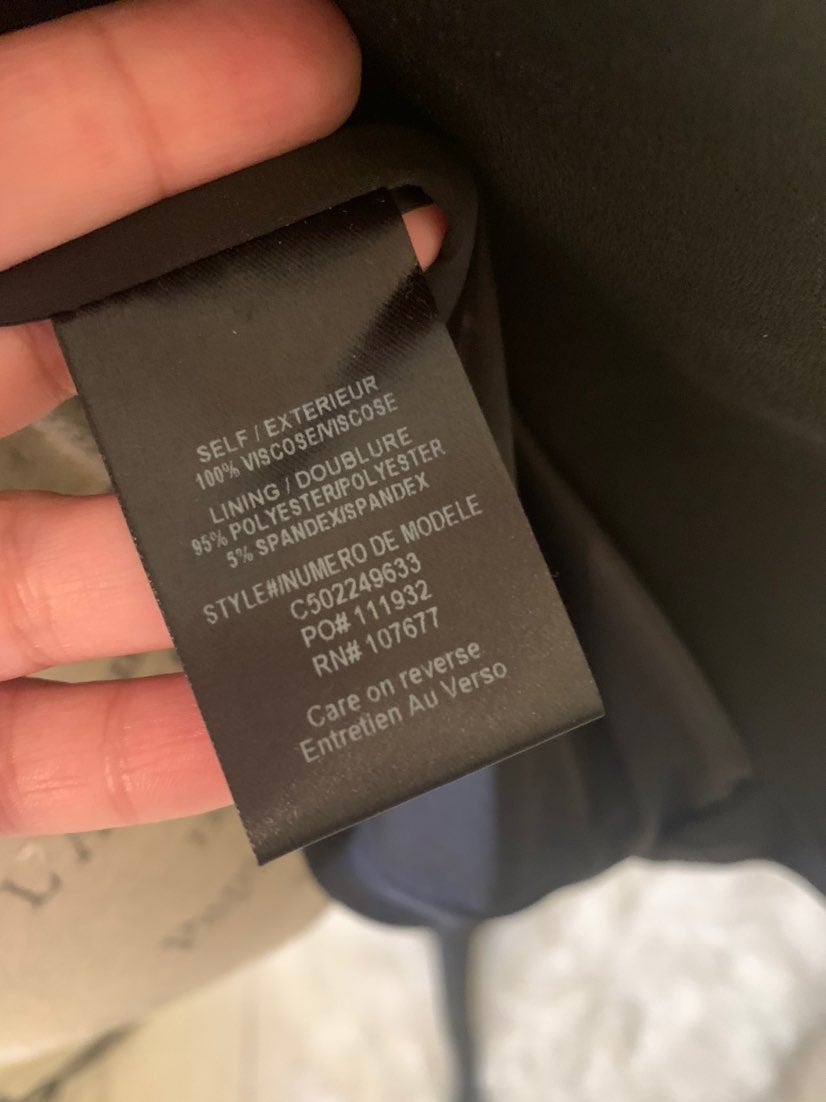 SELF / EXTERIEUR
100% VISCOSE/VISCOSE
LINING / DOUBLURE
95% POLYESTER/POLYESTER
5% SPANDEX/SPANDEX
STYLE#/NUMERO DE MODELE
C502249633
PO# 111932
RN# 107677
Care on reverse
Entretien Au Verso